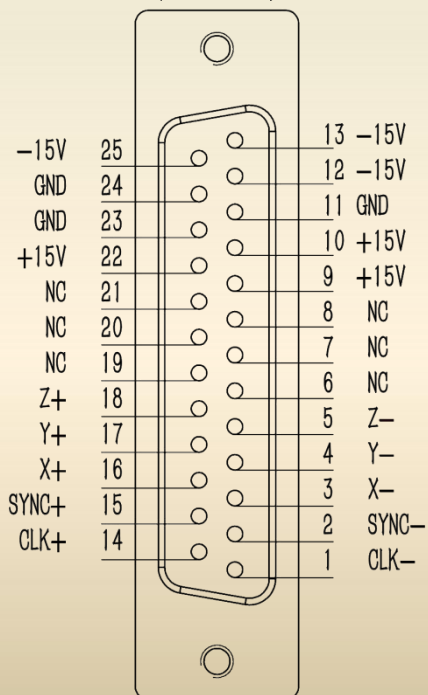 -15V 25
GND 24
GND 23
+15V 22
NC 21
NC 20
NC 19
Z+ 18
Y+ 17
X+ 16
SYNC+ 15
CLK+ 14
13 -15V
12 -15V
11 GND
10 +15V
9 +15V
8 NC
7 NC
6 NC
5 Z-
4 Y-
3 X-
2 SYNC-
1 CLK-